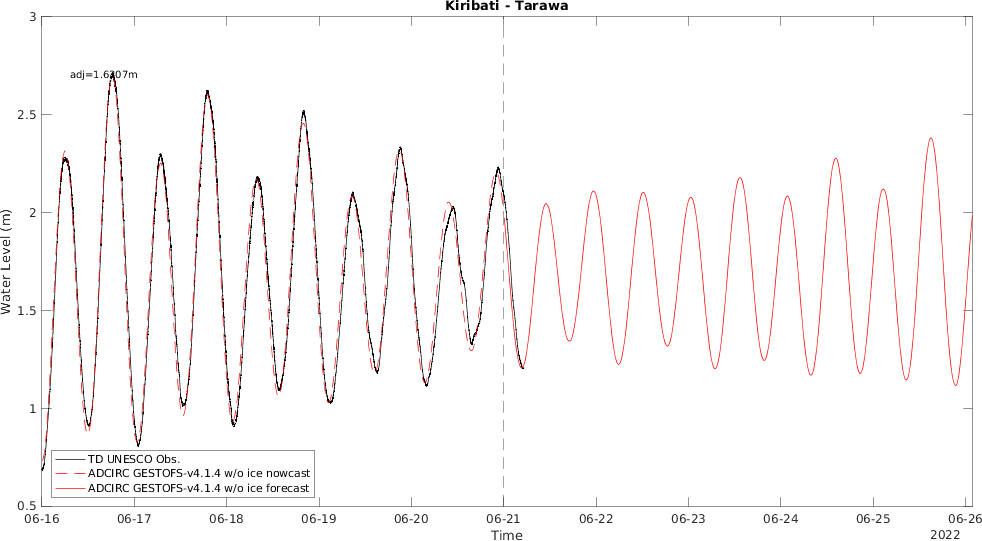 Kiribati - Tarawa
3
2.5
2
1.5
1
0.5
Water Level (m)
adj=1.6307m
TD UNESCO Obs.
ADCIRC GESTOFS-v4.1.4 w/o ice nowcast
ADCIRC GESTOFS-v4.1.4 w/o ice forecast
06-16 06-17 06-18 06-19 06-20 06-21 06-22 06-23 06-24 06-25 06-26
Time
2022